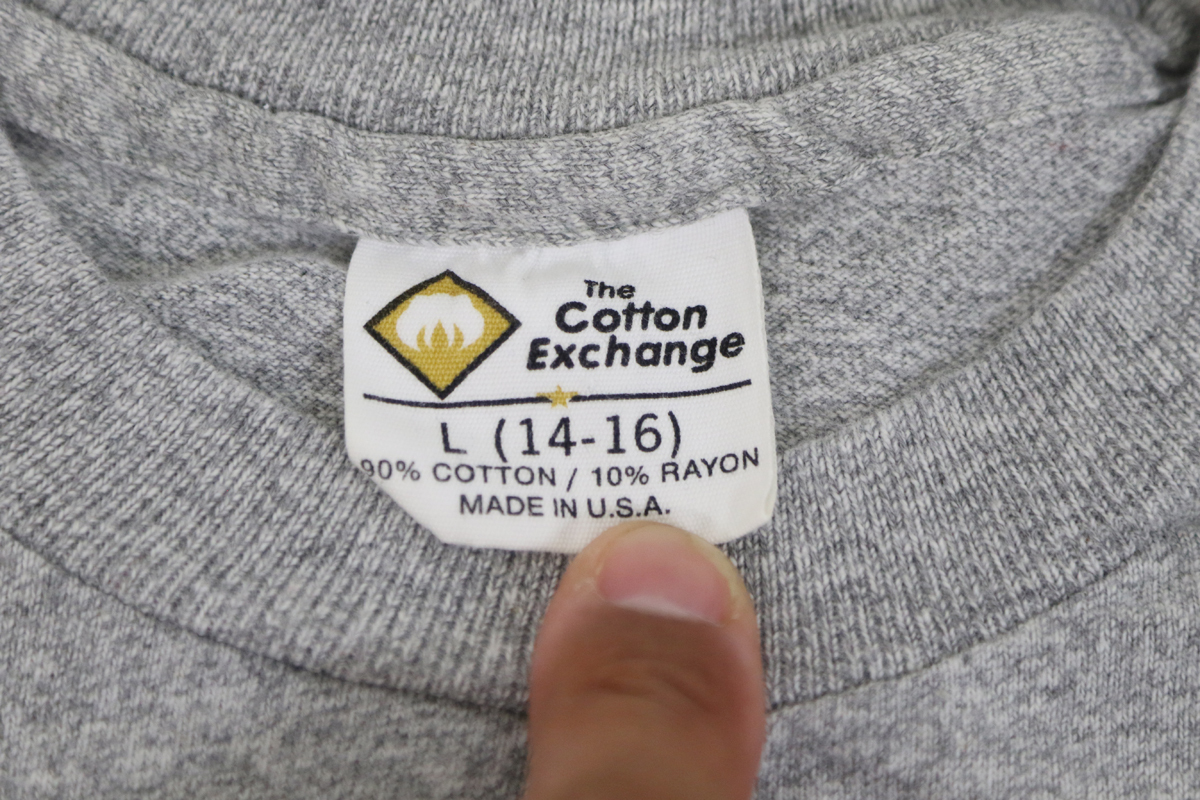 The
Cotton
Exchange
L (14-16)
90% COTTON / 10% RAYON
MADE IN U.S.A.